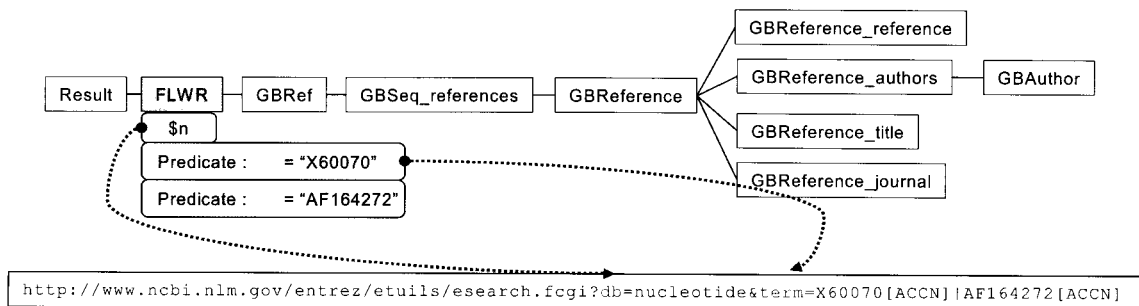 GBReference_reference
Result
FLWR
GBRef
GBSeq_references
GBReference
GBReference_authors
GBAuthor
$n
GBReference_title
Predicate : = “X60070”
GBReference_journal
Predicate : = “AF164272”
http://www.ncbi.nlm.gov/entrez/etuils/esearch.fcgi?db=nucleotide&term=X60070[ACCN]|AF164272[ACCN]